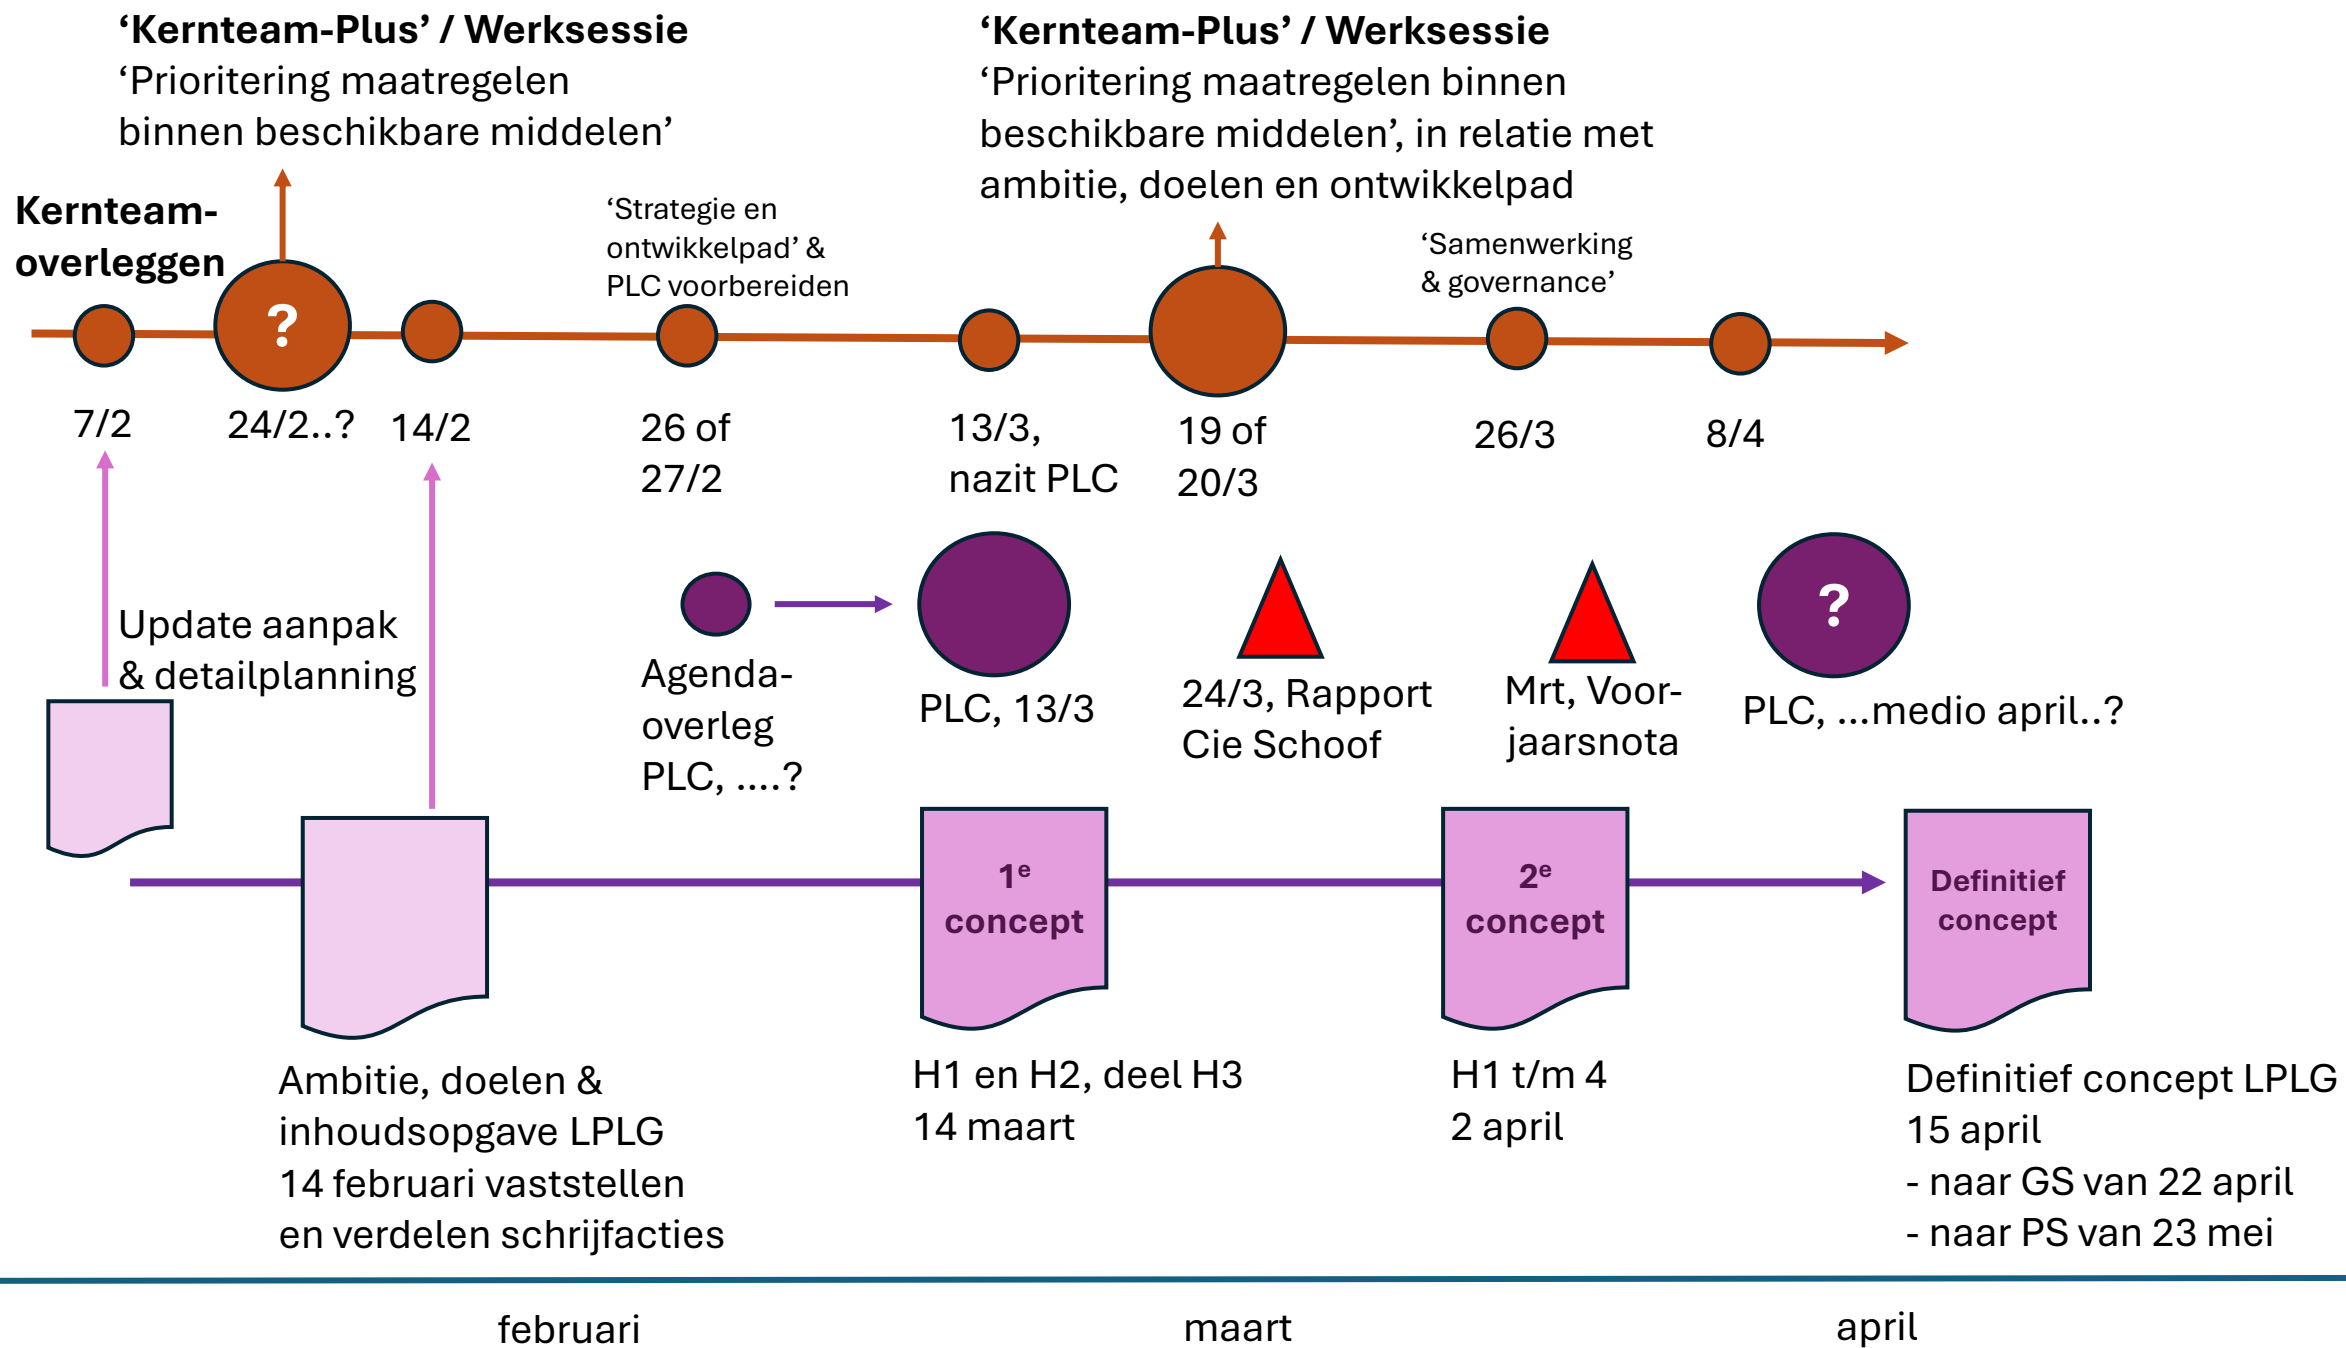 ‘Kernteam-Plus’ / Werksessie
‘Prioritering maatregelen
binnen beschikbare middelen’
‘Kernteam-Plus’ / Werksessie
‘Prioritering maatregelen binnen
beschikbare middelen’, in relatie met
ambitie, doelen en ontwikkelpad
Kernteam-
overleggen
‘Strategie en
ontwikkelpad’ &
PLC voorbereiden
‘Samenwerking
& governance’
?
7/2
24/2..?
14/2
26 of
27/2
13/3,
nazit PLC
19 of
20/3
26/3
8/4
Update aanpak
& detailplanning
Agenda-
overleg
PLC, ....?
PLC, 13/3
24/3, Rapport
Cie Schoof
Mrt, Voor-
jaarsnota
?
PLC, ...medio april..?
1e
concept
2e
concept
Definitief
concept
Ambitie, doelen &
inhoudsopgave LPLG
14 februari vaststellen
en verdelen schrijfacties
H1 en H2, deel H3
14 maart
H1 t/m 4
2 april
Definitief concept LPLG
15 april
- naar GS van 22 april
- naar PS van 23 mei
februari
maart
april